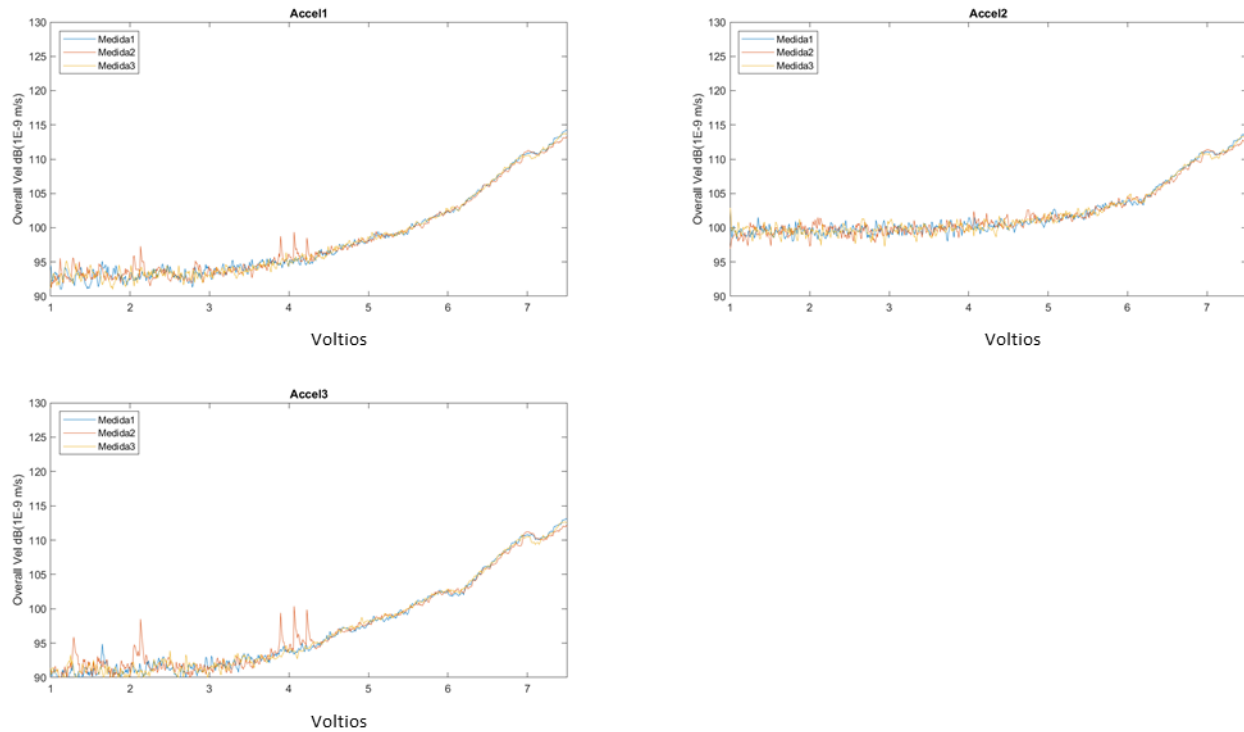 Accel1
130
125
120
115
110
105
100
95
90
Overall Vel dB(1E-9 m/s)
Medida1
Medida2
Medida3
1 2 3 4 5 6 7
Voltios
Accel2
130
125
120
115
110
105
100
95
90
Overall Vel dB(1E-9 m/s)
Medida1
Medida2
Medida3
1 2 3 4 5 6 7
Voltios
Accel3
130
125
120
115
110
105
100
95
90
Overall Vel dB(1E-9 m/s)
Medida1
Medida2
Medida3
1 2 3 4 5 6 7
Voltios